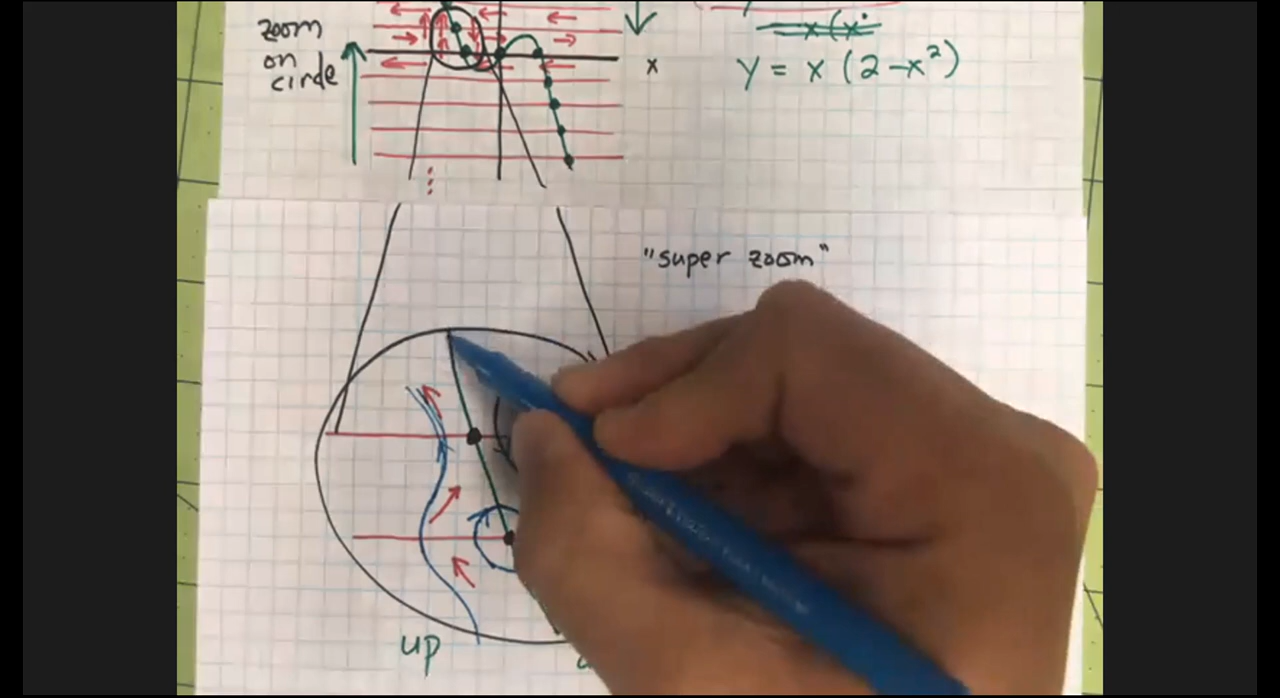 zoom
on
circle
x
y = x (2-x²)
"super zoom"
up